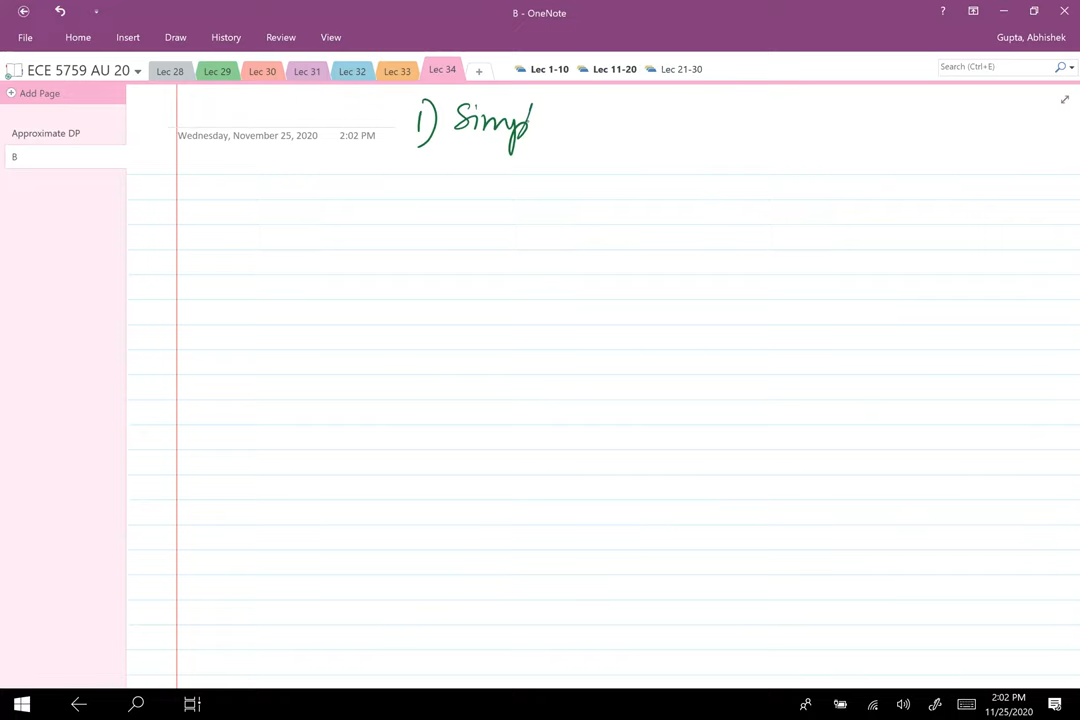 B - OneNote
?
File Home Insert Draw History Review View Gupta, Abhishek
ECE 5759 AU 20 Lec 28 Lec 29 Lec 30 Lec 31 Lec 32 Lec 33 Lec 34 + Lec 1-10 Lec 11-20 Lec 21-30 Search (Ctrl+E)
Add Page
Approximate DP
B
Wednesday, November 25, 2020 2:02 PM
1) Simp
2:02 PM
11/25/2020